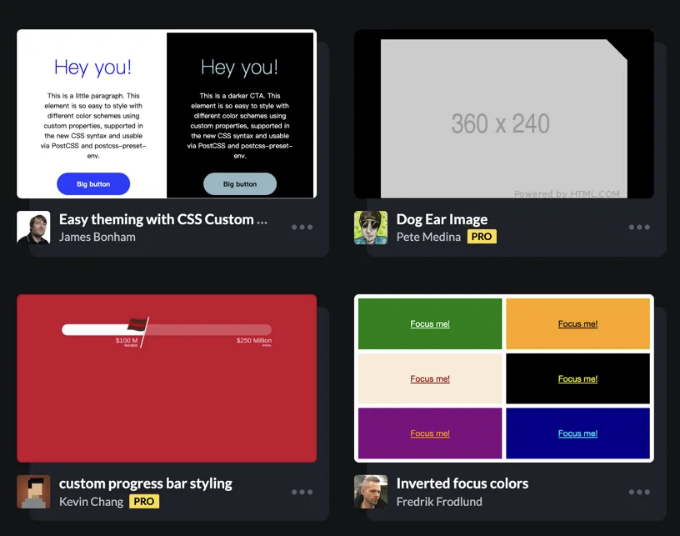 Hey you!
This is a little paragraph. This
element is so easy to style with
different color schemes using
custom properties, supported in
the new CSS syntax and usable
via PostCSS and postcss-preset-
env.
Big button
Hey you!
This is a darker CTA. This
element is so easy to style with
different color schemes using
custom properties, supported in
the new CSS syntax and usable
via PostCSS and postcss-preset-
env.
Big button
Easy theming with CSS Custom ...
James Bonham
360 x 240
Powered by HTML.COM
Dog Ear Image
Pete Medina PRO
$100 M
$250 Million
custom progress bar styling
Kevin Chang PRO
Focus me!
Focus me!
Focus me!
Focus me!
Focus me!
Focus me!
Inverted focus colors
Fredrik Frodlund